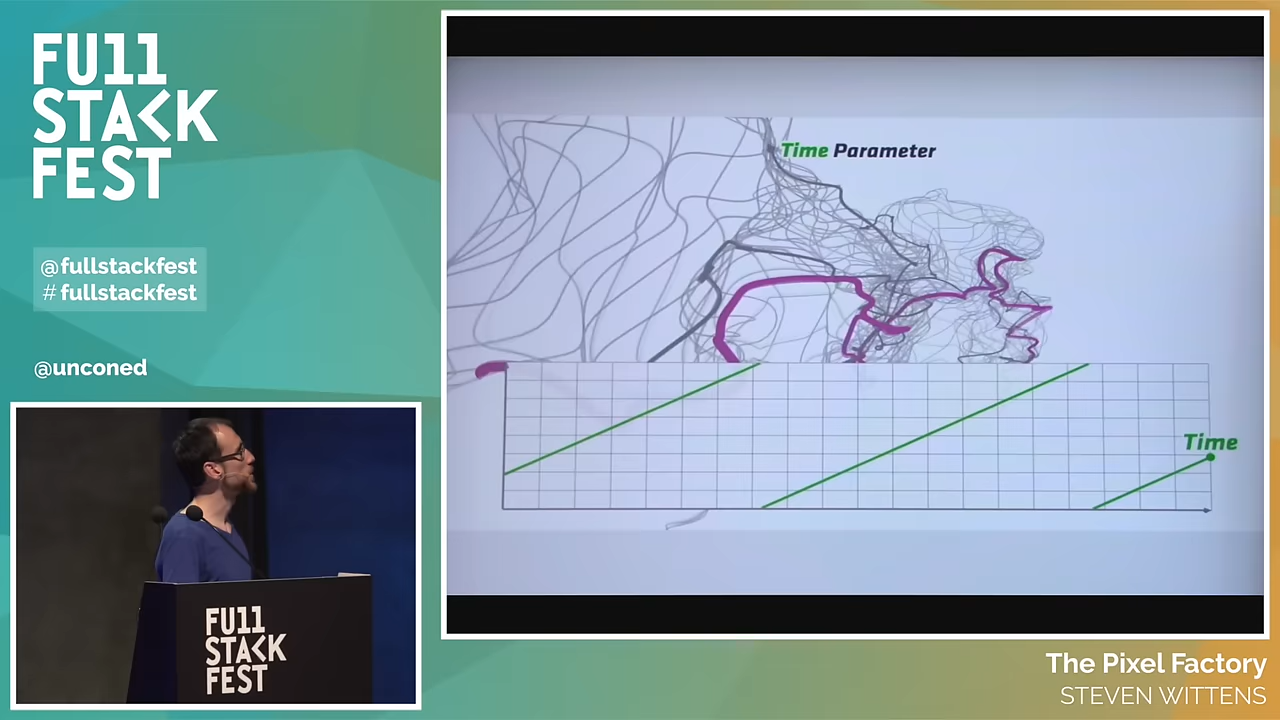 FU11
STACK
FEST
@fullstackfest
# fullstackfest
@unconed
Time Parameter
Time
FU11
STACK
FEST
The Pixel Factory
STEVEN WITTENS